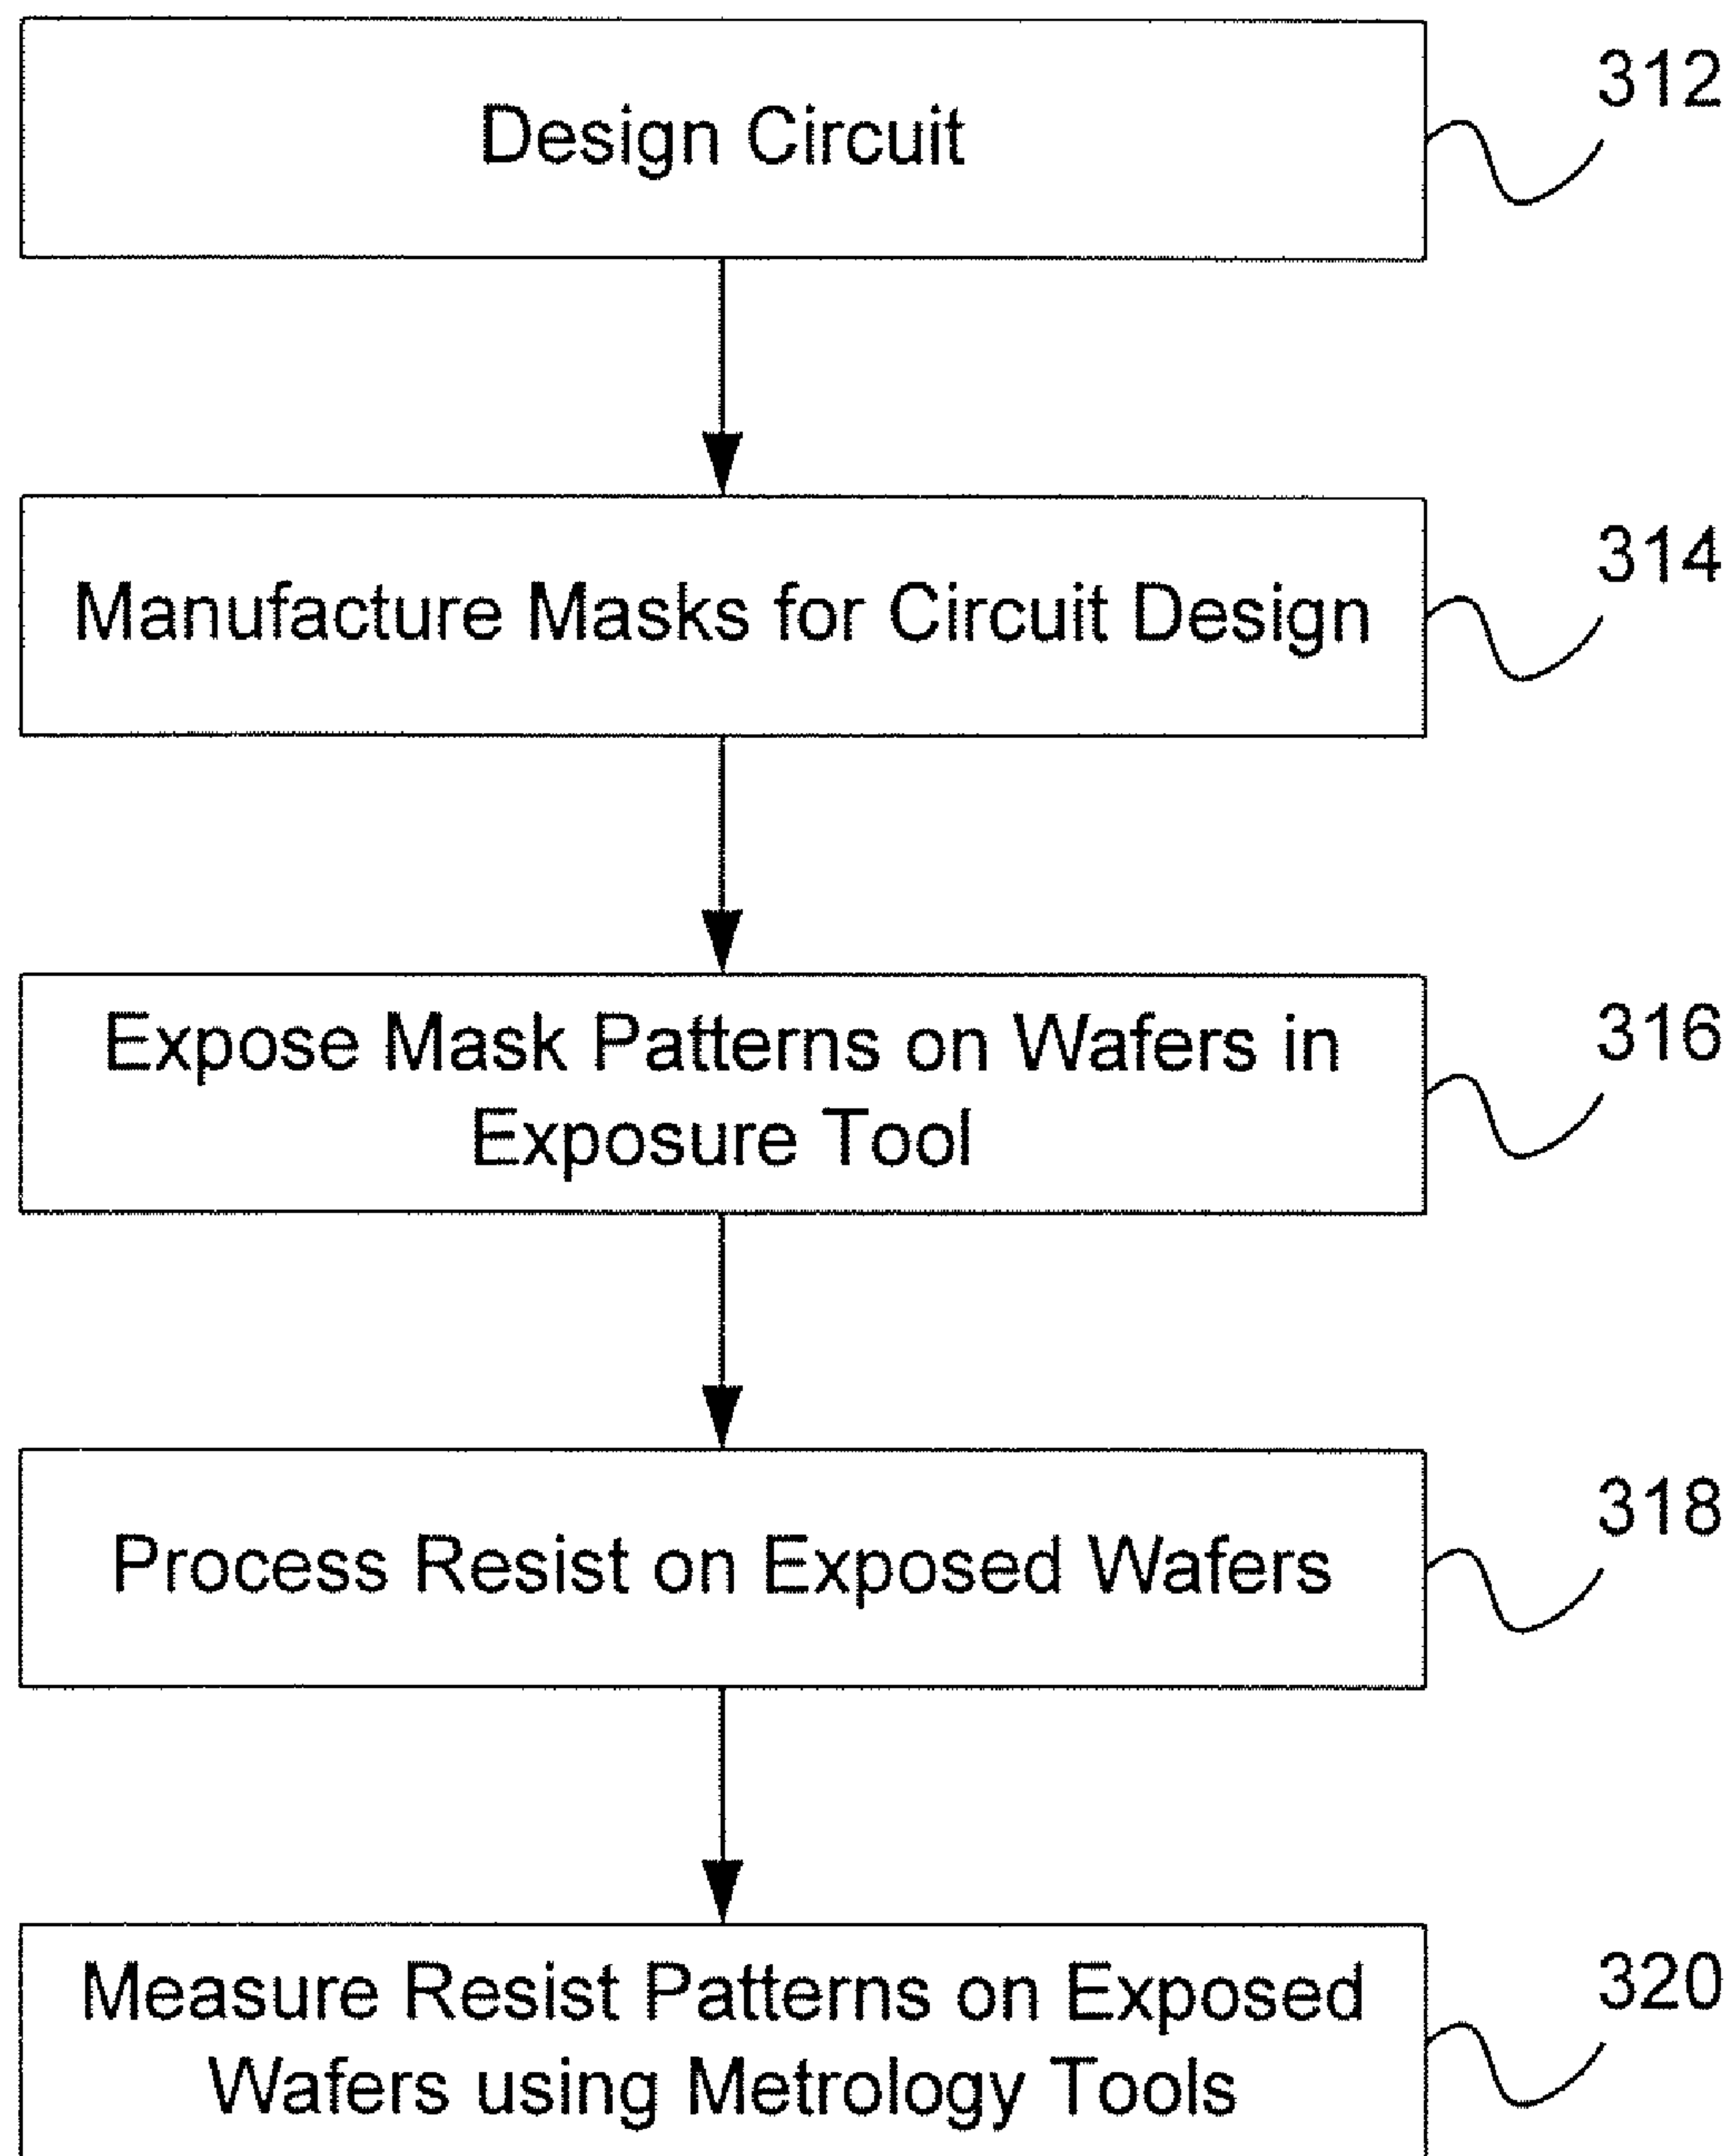 Design Circuit
312
Manufacture Masks for Circuit Design
314
Expose Mask Patterns on Wafers in
Exposure Tool
316
Process Resist on Exposed Wafers
318
Measure Resist Patterns on Exposed
Wafers using Metrology Tools
320